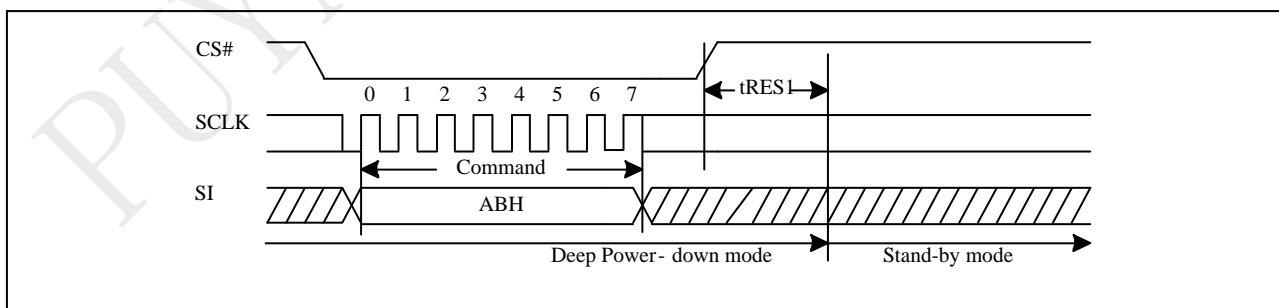 PUYA
CS#
tRES1
0 1 2 3 4 5 6 7
SCLK
Command
SI
ABH
Deep Power- down mode
Stand-by mode